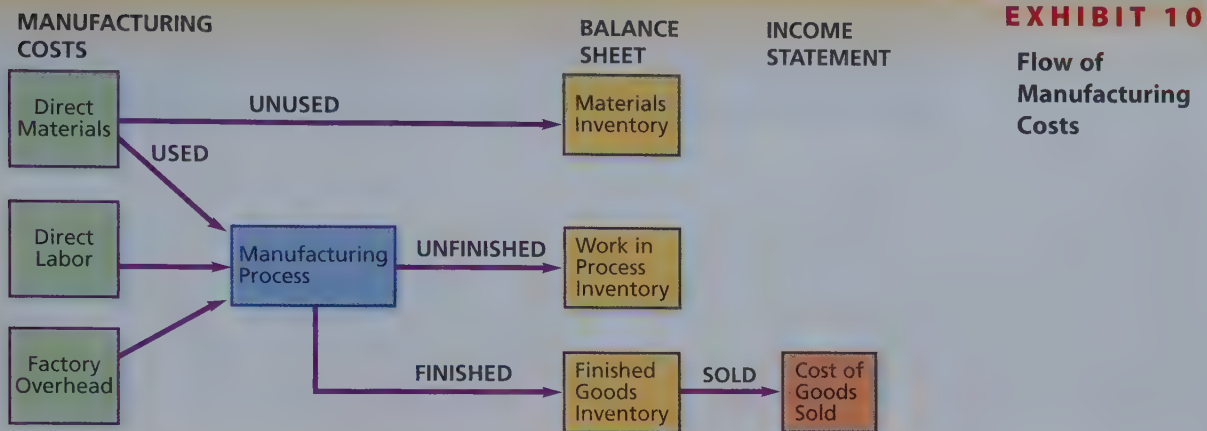 MANUFACTURING
COSTS
BALANCE
SHEET
INCOME
STATEMENT
EXHIBIT 10
Flow of
Manufacturing
Costs
Direct
Materials
UNUSED
Materials
Inventory
USED
Direct
Labor
Manufacturing
Process
UNFINISHED
Work in
Process
Inventory
Factory
Overhead
FINISHED
Finished
Goods
Inventory
SOLD
Cost of
Goods
Sold